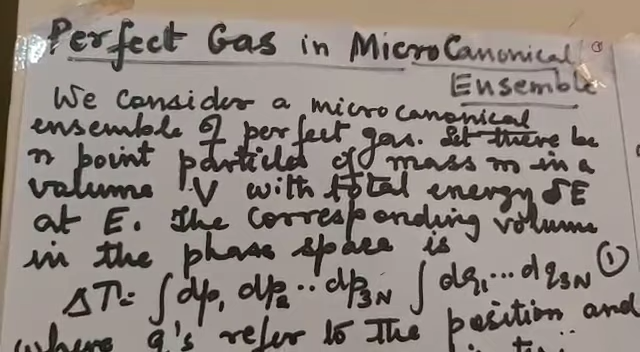 Perfect Gas in MicroCanonical
Ensemble
We consider a microcanonical
ensemble of perfect gas. Let there be
n point particles of mass m in a
volume V with total energy δE
at E. The corresponding volume
in the phase space is
ΔΓ = ∫dp₁ dp₂ .. dp₃N ∫ dq₁... dq₃N ①
where q's refer to the position and